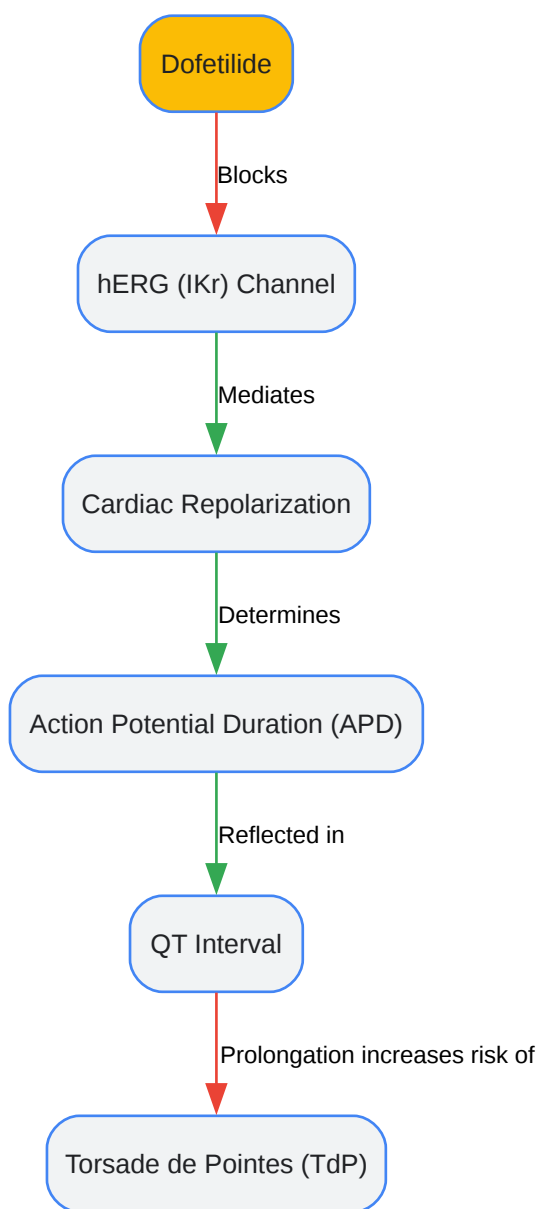 Dofetilide
Blocks
hERG (IKr) Channel
Mediates
Cardiac Repolarization
Determines
Action Potential Duration (APD)
Reflected in
QT Interval
Prolongation increases risk of
Torsade de Pointes (TdP)